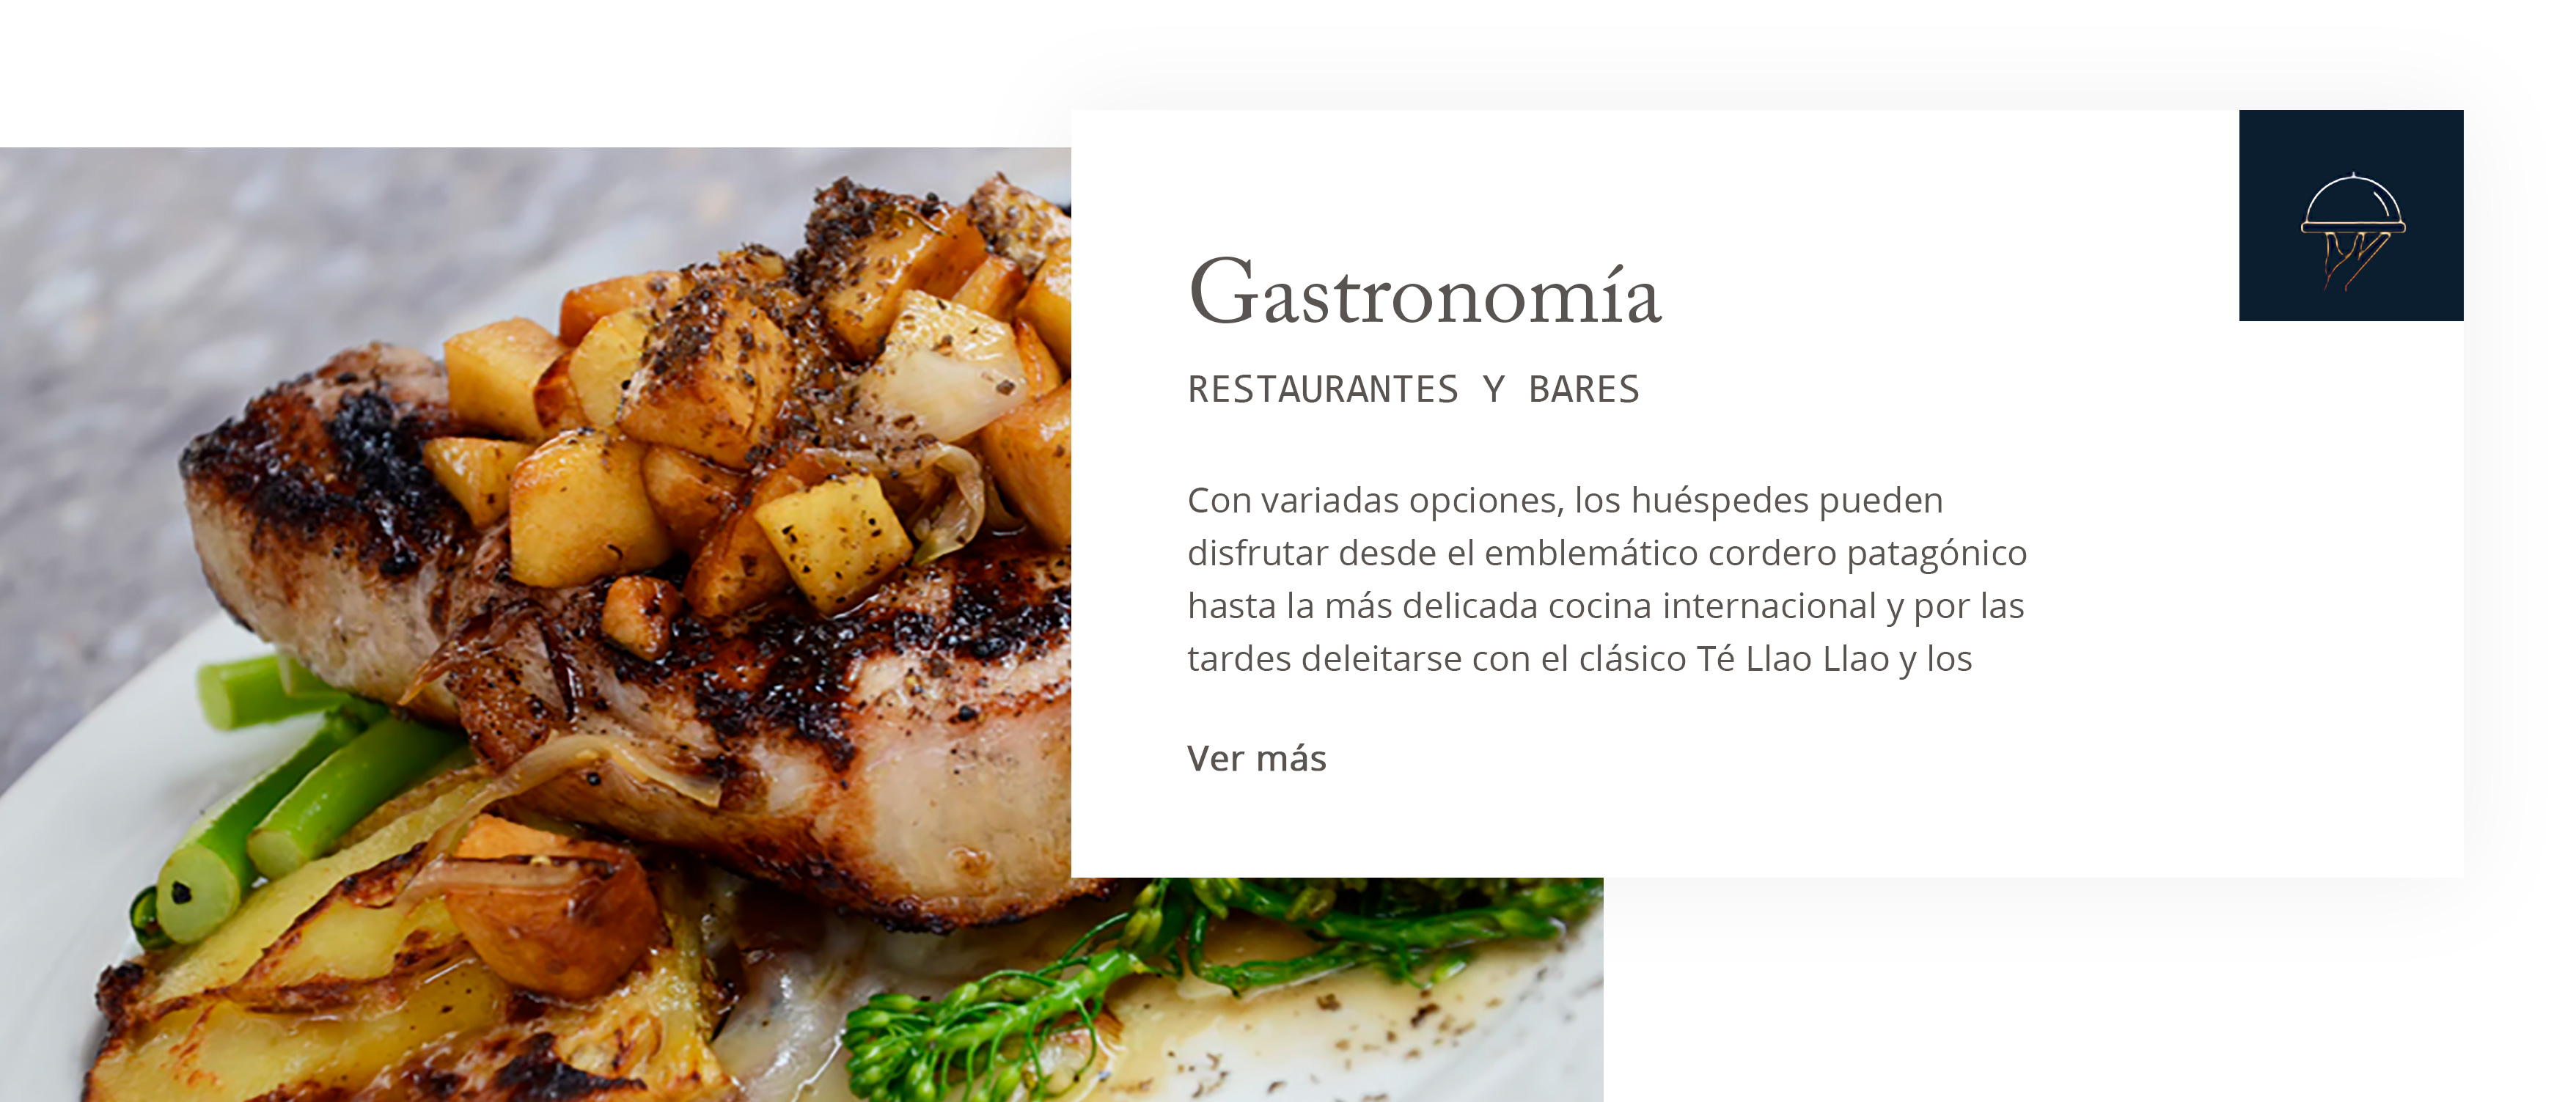 Gastronomía
RESTAURANTES Y BARES
Con variadas opciones, los huéspedes pueden
disfrutar desde el emblemático cordero patagónico
hasta la más delicada cocina internacional y por las
tardes deleitarse con el clásico Té Llao Llao y los
Ver más